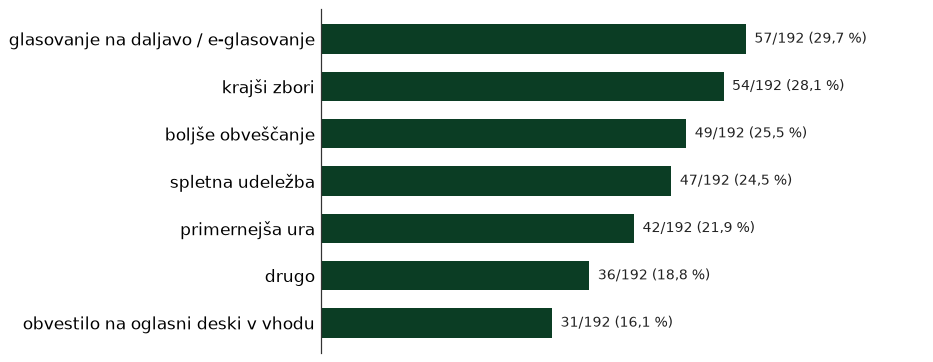 glasovanje na daljavo / e-glasovanje 57/192 (29,7 %)
krajši zbori 54/192 (28,1 %)
boljše obveščanje 49/192 (25,5 %)
spletna udeležba 47/192 (24,5 %)
primernejša ura 42/192 (21,9 %)
drugo 36/192 (18,8 %)
obvestilo na oglasni deski v vhodu 31/192 (16,1 %)